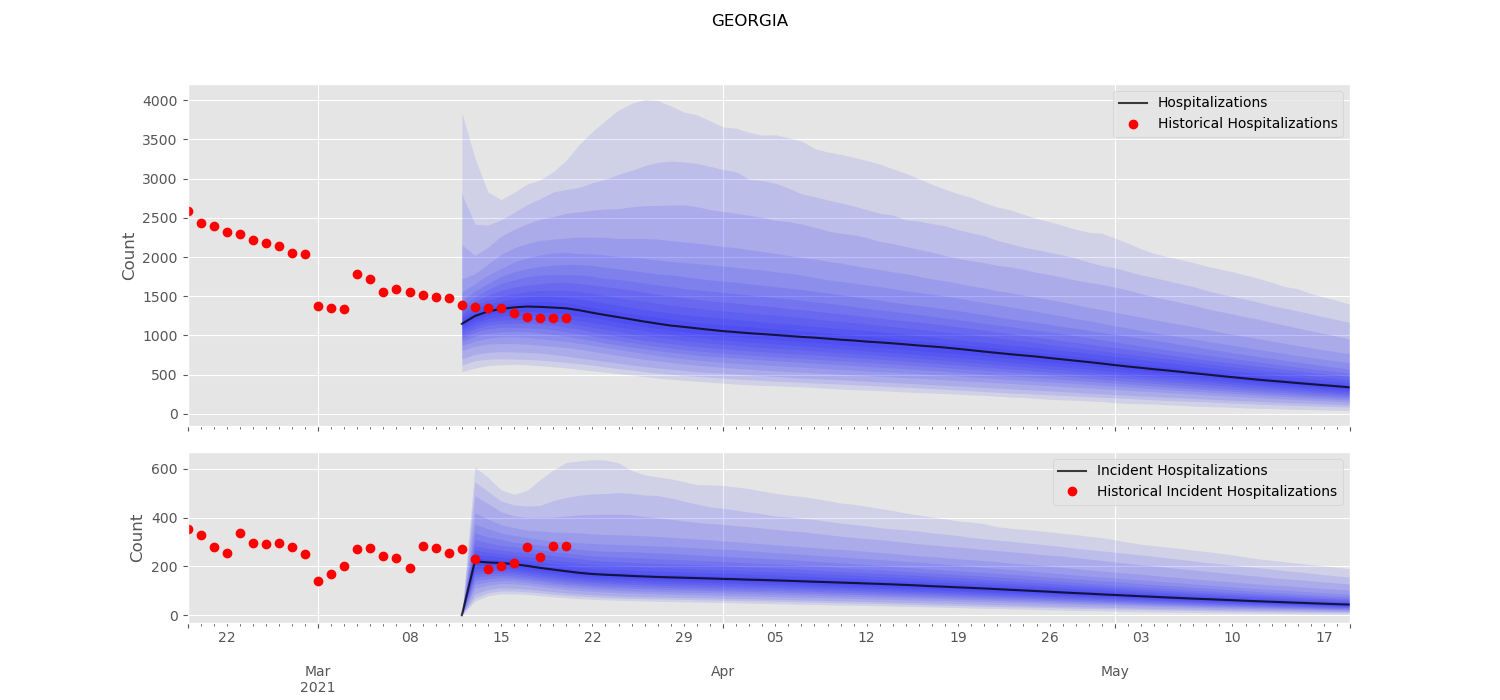 GEORGIA
4000
3500
3000
2500
2000
1500
1000
500
0
Count
Hospitalizations
Historical Hospitalizations
600
400
200
0
Count
Incident Hospitalizations
Historical Incident Hospitalizations
22 08 15 22 29 05 12 19 26 03 10 17
Mar Apr May
2021